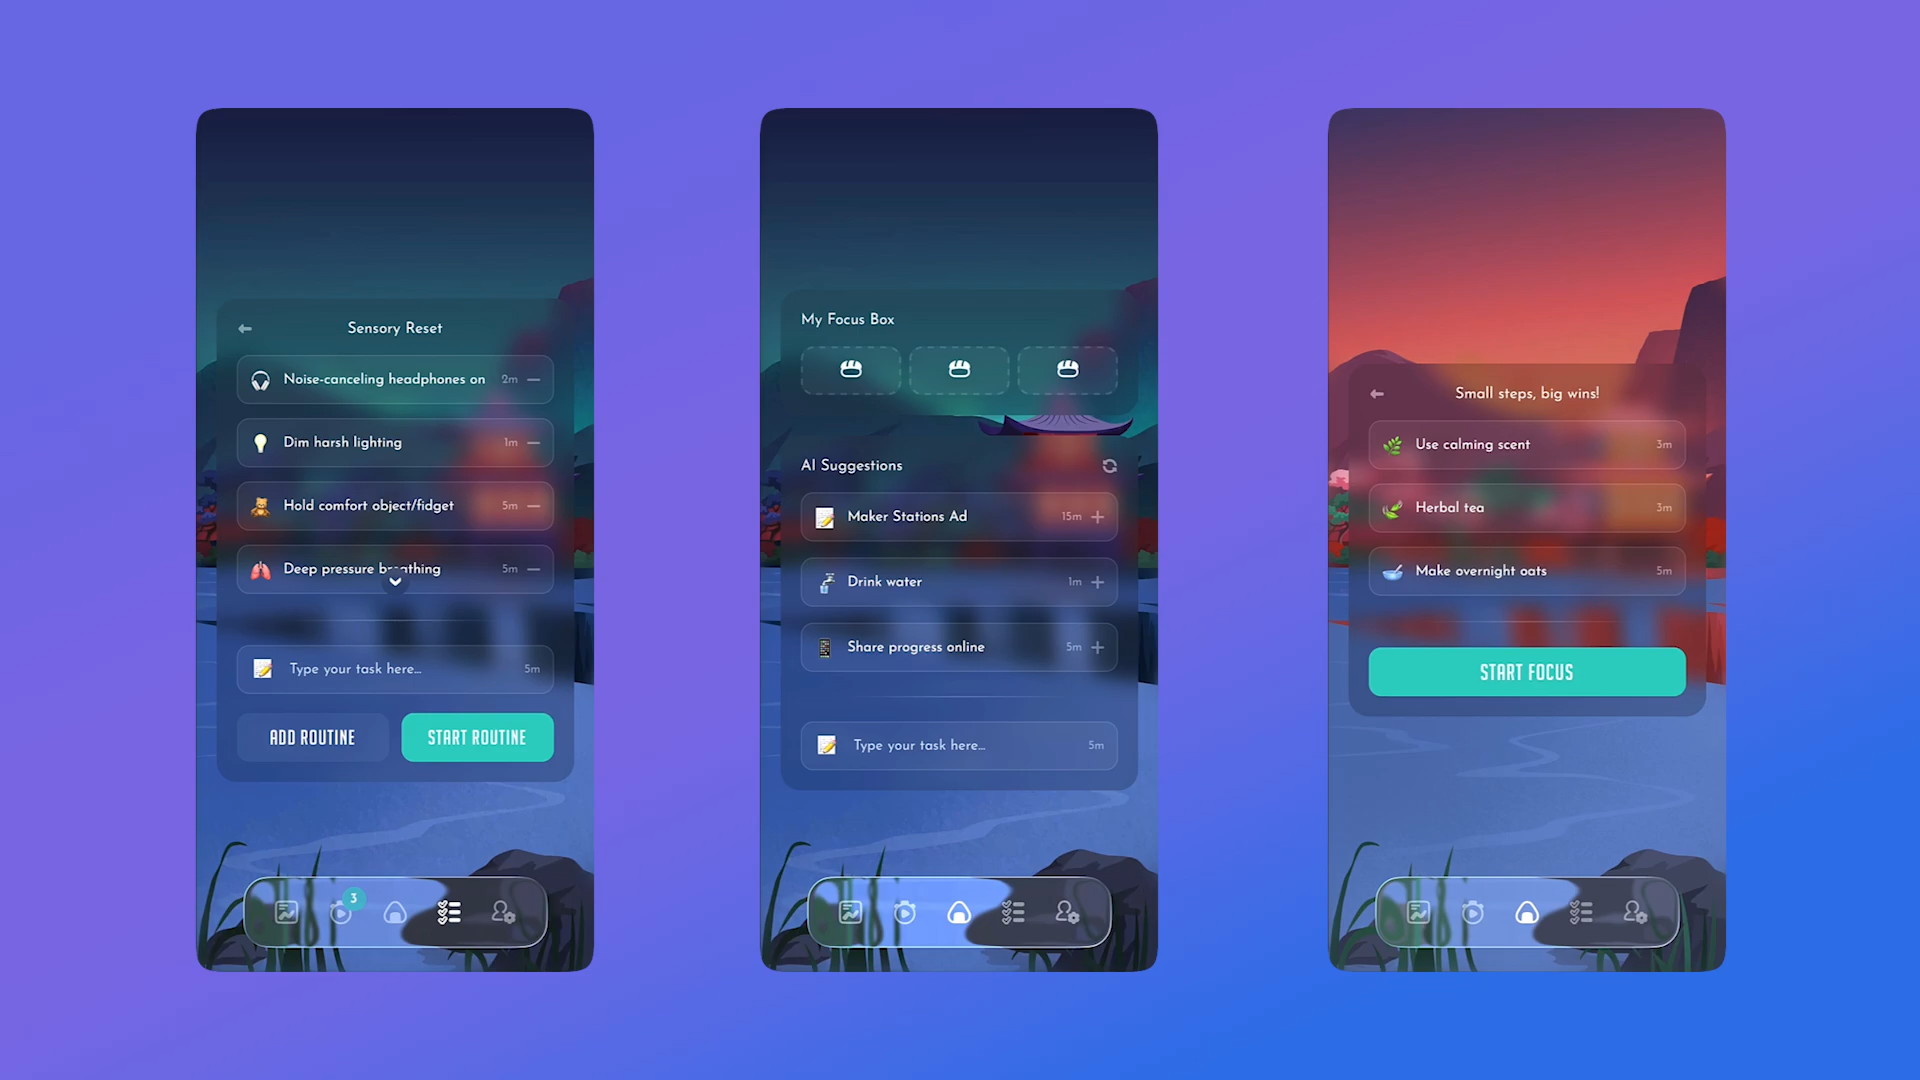 Sensory Reset
Noise-canceling headphones on 2m
Dim harsh lighting 1m
Hold comfort object/fidget 5m
Deep pressure breathing 5m
Type your task here... 5m
ADD ROUTINE START ROUTINE
3
My Focus Box
AI Suggestions
Maker Stations Ad 15m
Drink water 1m
Share progress online 5m
Type your task here... 5m
Small steps, big wins!
Use calming scent 3m
Herbal tea 3m
Make overnight oats 5m
START FOCUS